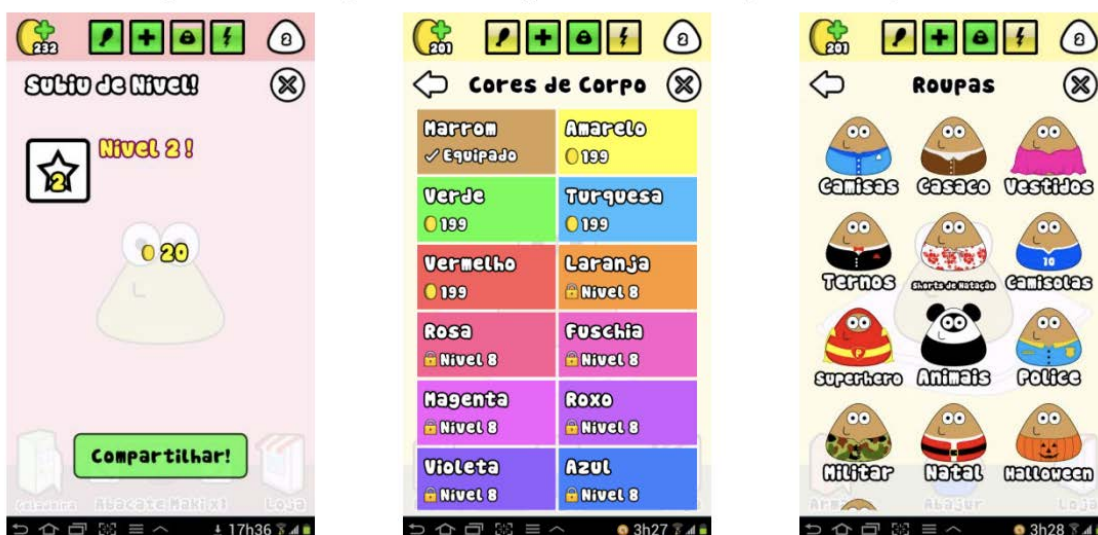 232
2
Subiu de Nível!
Nível 2 !
2
20
Compartilhar!
Geladeira
Abacate Maki x1
Loja
17h36
201
2
Cores de Corpo
Marrom
Equipado
Amarelo
199
Verde
199
Turquesa
199
Vermelho
199
Laranja
Nível 8
Rosa
Nível 8
Fuschia
Nível 8
Magenta
Nível 8
Roxo
Nível 8
Violeta
Nível 8
Azul
Nível 8
3h27
201
2
Roupas
Camisas
Casaco
Vestidos
Ternos
Shorts de Natação
10
Camisolas
Superhero
Animais
Police
Militar
Natal
Halloween
Abajur
Loja
3h28